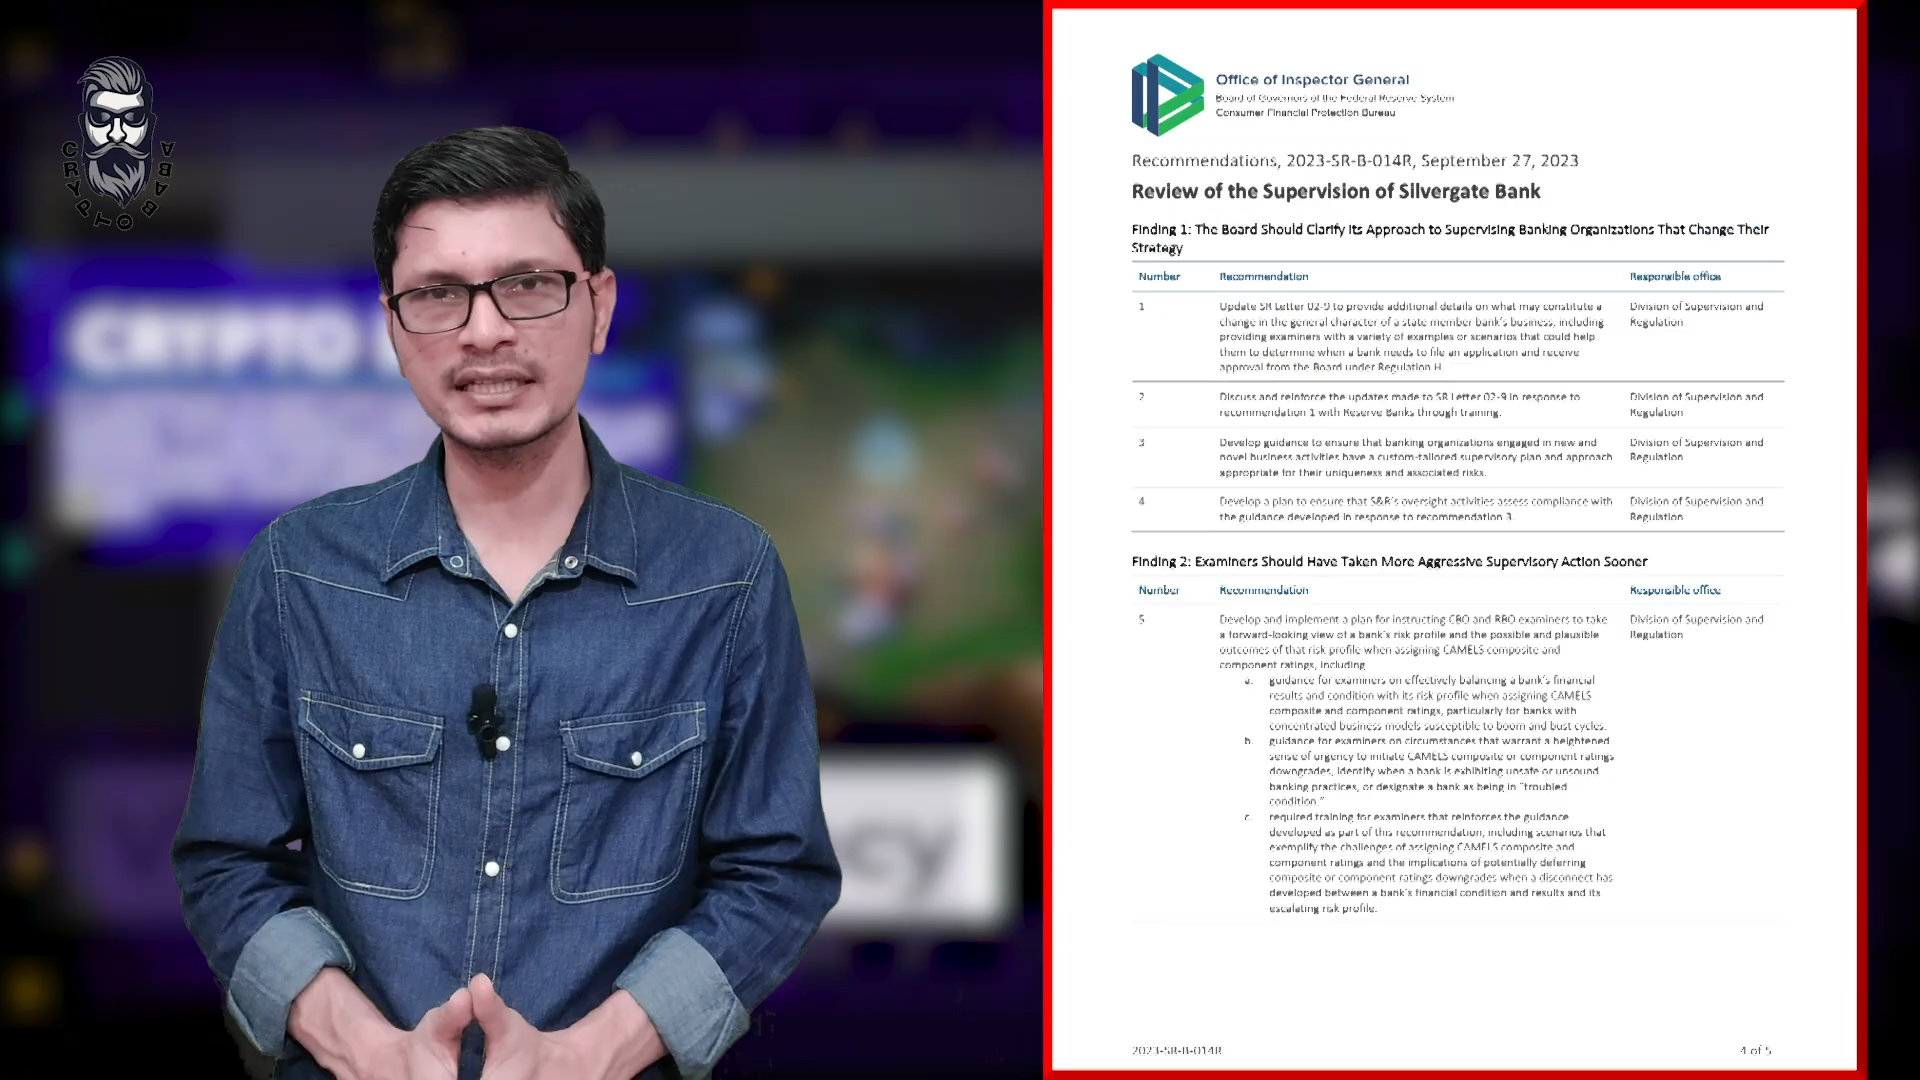 CRYPTO BABA
CRYPTO
Office of Inspector General
Board of Governors of the Federal Reserve System
Consumer Financial Protection Bureau
Recommendations, 2023-SR-B-014R, September 27, 2023
Review of the Supervision of Silvergate Bank
Finding 1: The Board Should Clarify Its Approach to Supervising Banking Organizations That Change Their
Strategy
Number Recommendation Responsible office
1 Update SR Letter 02-9 to provide additional details on what may constitute a Division of Supervision and
change in the general character of a state member bank's business, including Regulation
providing examiners with a variety of examples or scenarios that could help
them to determine when a bank needs to file an application and receive
approval from the Board under Regulation H.
2 Discuss and reinforce the updates made to SR Letter 02-9 in response to Division of Supervision and
recommendation 1 with Reserve Banks through training. Regulation
3 Develop guidance to ensure that banking organizations engaged in new and Division of Supervision and
novel business activities have a custom-tailored supervisory plan and approach Regulation
appropriate for their uniqueness and associated risks.
4 Develop a plan to ensure that S&R's oversight activities assess compliance with Division of Supervision and
the guidance developed in response to recommendation 3. Regulation
Finding 2: Examiners Should Have Taken More Aggressive Supervisory Action Sooner
Number Recommendation Responsible office
5 Develop and implement a plan for instructing CBO and RBO examiners to take Division of Supervision and
a forward-looking view of a bank's risk profile and the possible and plausible Regulation
outcomes of that risk profile when assigning CAMELS composite and
component ratings, including
a. guidance for examiners on effectively balancing a bank's financial
results and condition with its risk profile when assigning CAMELS
composite and component ratings, particularly for banks with
concentrated business models susceptible to boom and bust cycles.
b. guidance for examiners on circumstances that warrant a heightened
sense of urgency to initiate CAMELS composite or component ratings
downgrades, identify when a bank is exhibiting unsafe or unsound
banking practices, or designate a bank as being in "troubled
condition."
c. required training for examiners that reinforces the guidance
developed as part of this recommendation, including scenarios that
exemplify the challenges of assigning CAMELS composite and
component ratings and the implications of potentially deferring
composite or component ratings downgrades when a disconnect has
developed between a bank's financial condition and results and its
escalating risk profile.
2023-SR-B-014R 4 of 5